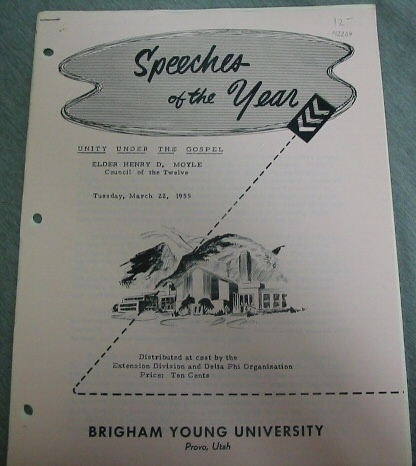 12-
Speeches
of the Year
UNITY UNDER THE GOSPEL
ELDER HENRY D. MOYLE
Council of the Twelve
Tuesday, March 22, 1955
Distributed at cost by the
Extension Division and Delta Phi Organization
Price: Ten Cents
BRIGHAM YOUNG UNIVERSITY
Provo, Utah